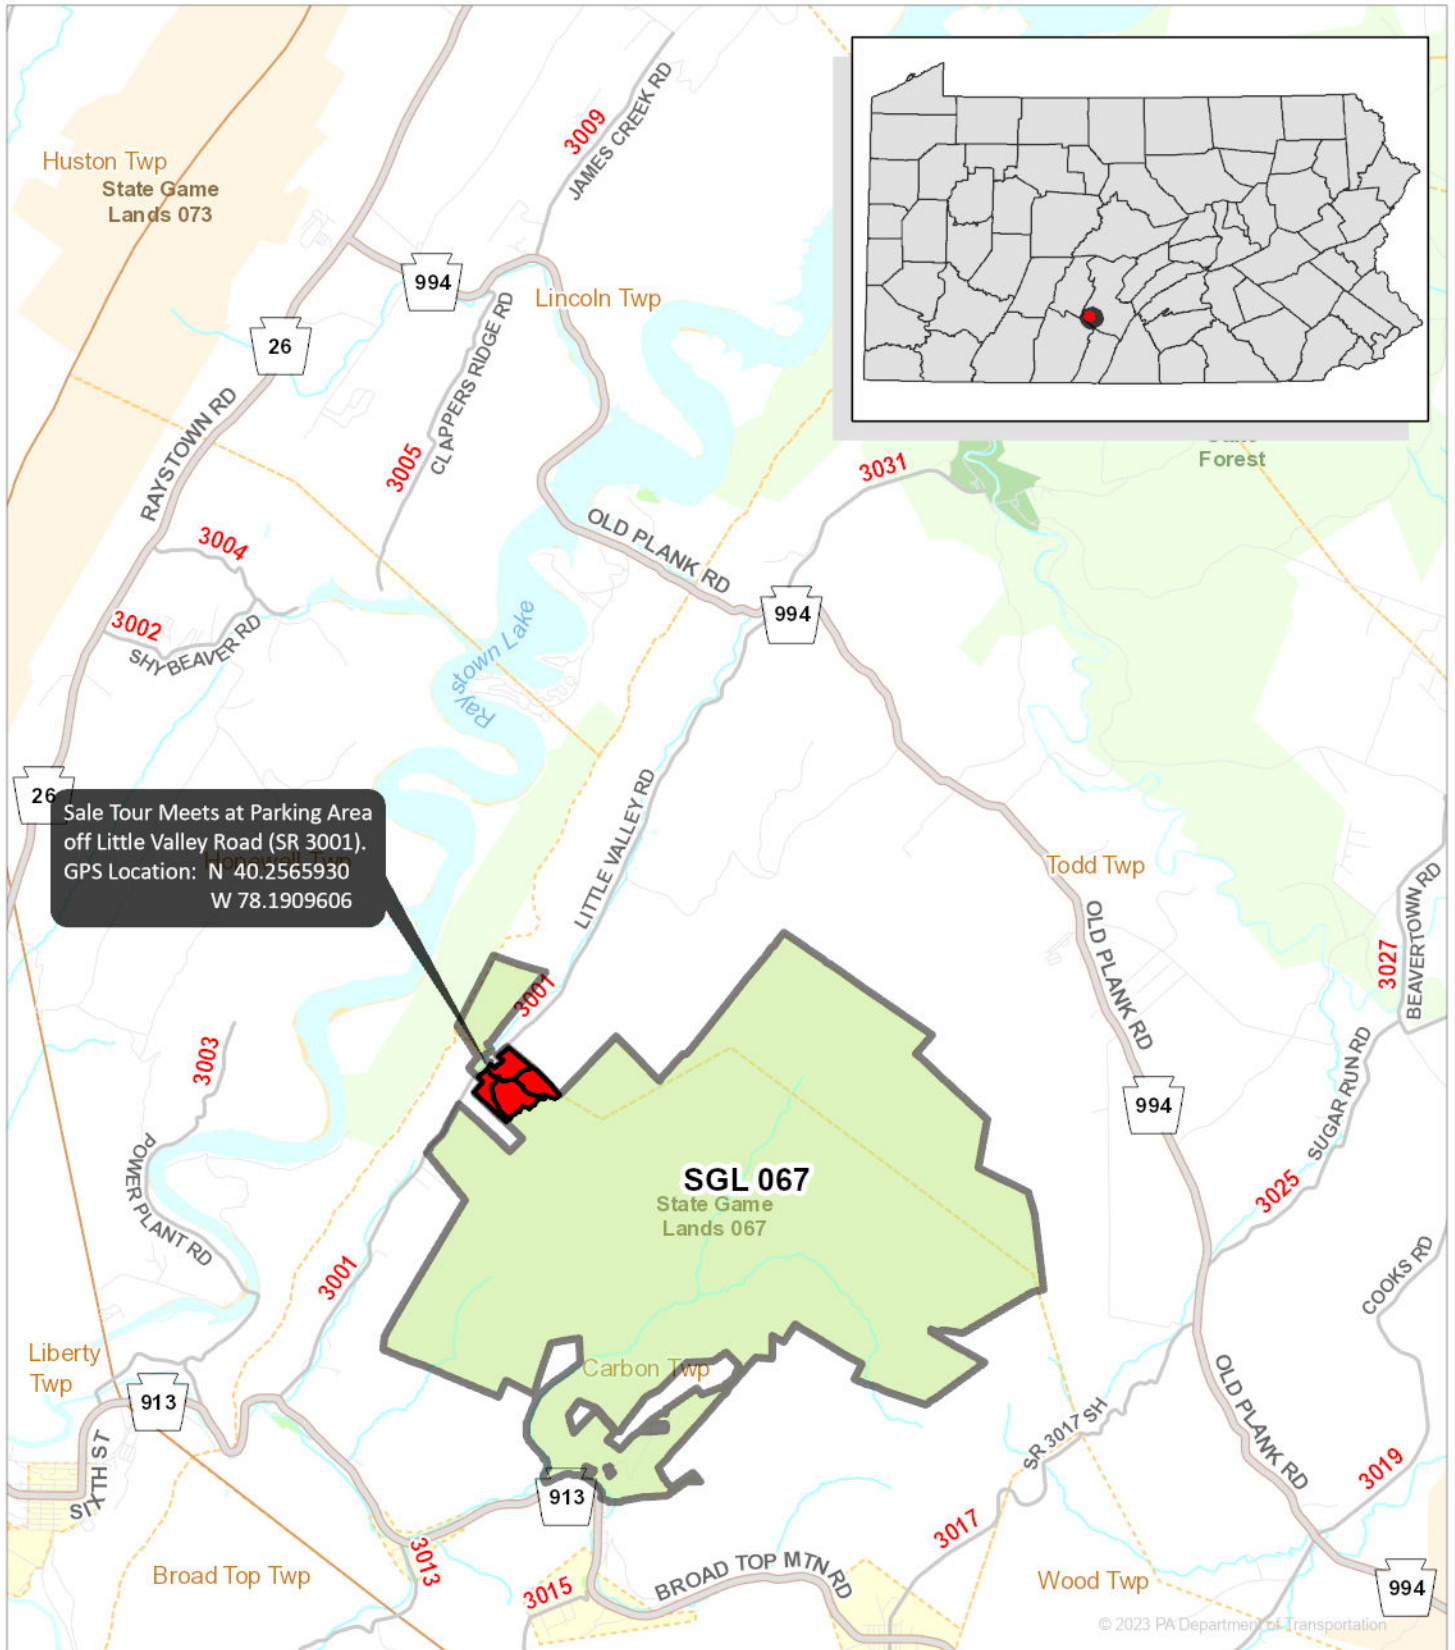 JAMES CREEK RD
3009
Huston Twp
State Game
Lands 073
994
Lincoln Twp
26
CLAPPERS RIDGE RD
RAYSTOWN RD
3005
3031
Forest
OLD PLANK RD
3004
994
3002
SHY BEAVER RD
Raystown Lake
26
Sale Tour Meets at Parking Area
off Little Valley Road (SR 3001).
GPS Location: N 40.2565930
W 78.1909606
Hopewell Twp
LITTLE VALLEY RD
Todd Twp
OLD PLANK RD
BEAVERTOWN RD
3027
3001
3003
SUGAR RUN RD
994
POWER PLANT RD
SGL 067
State Game
Lands 067
3025
3001
COOKS RD
Liberty
Twp
Carbon Twp
913
SIXTH ST
OLD PLANK RD
SR 3017 SH
3019
913
3017
3013
Broad Top Twp
3015
BROAD TOP MTN RD
Wood Twp
994
© 2023 PA Department of Transportation